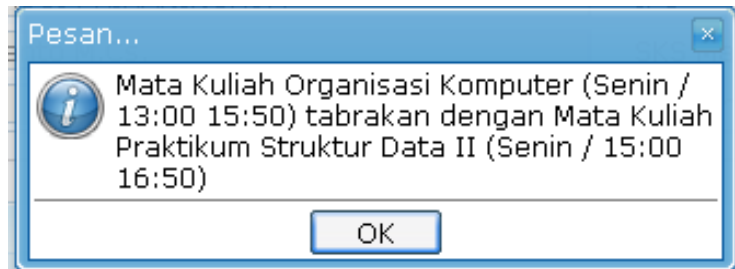 Pesan...
Mata Kuliah Organisasi Komputer (Senin /
13:00 15:50) tabrakan dengan Mata Kuliah
Praktikum Struktur Data II (Senin / 15:00
16:50)
OK